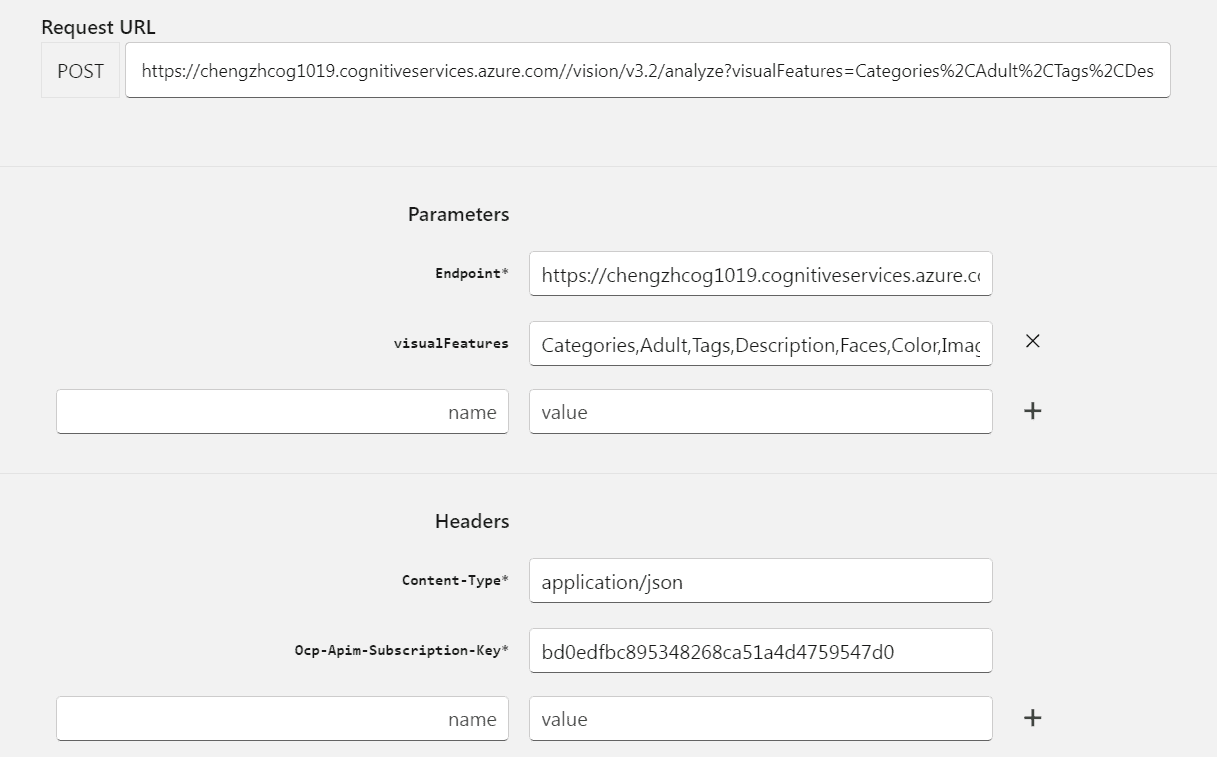 Request URL
POST https://chengzhcog1019.cognitiveservices.azure.com//vision/v3.2/analyze?visualFeatures=Categories%2CAdult%2CTags%2CDes
Parameters
Endpoint* https://chengzhcog1019.cognitiveservices.azure.co
visualFeatures Categories,Adult,Tags,Description,Faces,Color,Imag
name value
Headers
Content-Type* application/json
Ocp-Apim-Subscription-Key* bd0edfbc895348268ca51a4d4759547d0
name value